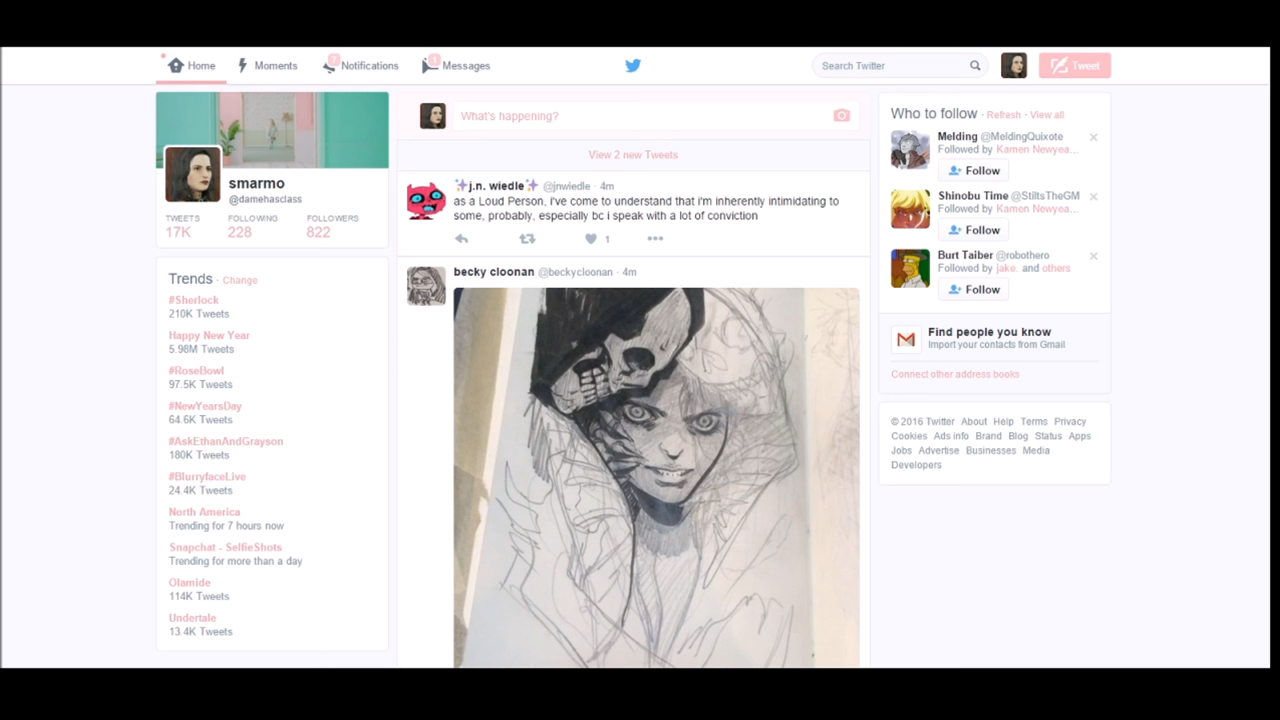 Home Moments 7 Notifications 1 Messages Search Twitter Tweet
smarmo
@damehasclass
TWEETS FOLLOWING FOLLOWERS
17K 228 822
Trends · Change
#Sherlock
210K Tweets
Happy New Year
5.98M Tweets
#RoseBowl
97.5K Tweets
#NewYearsDay
64.6K Tweets
#AskEthanAndGrayson
180K Tweets
#BlurryfaceLive
24.4K Tweets
North America
Trending for 7 hours now
Snapchat - SelfieShots
Trending for more than a day
Olamide
114K Tweets
Undertale
13.4K Tweets
What's happening?
View 2 new Tweets
✨j.n. wiedle✨ @jnwiedle · 4m
as a Loud Person, i've come to understand that i'm inherently intimidating to
some, probably, especially bc i speak with a lot of conviction
1
becky cloonan @beckycloonan · 4m
Who to follow · Refresh · View all
Melding @MeldingQuixote
Followed by Kamen Newyea...
Follow
Shinobu Time @StiltsTheGM
Followed by Kamen Newyea...
Follow
Burt Taiber @robothero
Followed by jake. and others
Follow
Find people you know
Import your contacts from Gmail
Connect other address books
© 2016 Twitter About Help Terms Privacy
Cookies Ads info Brand Blog Status Apps
Jobs Advertise Businesses Media
Developers